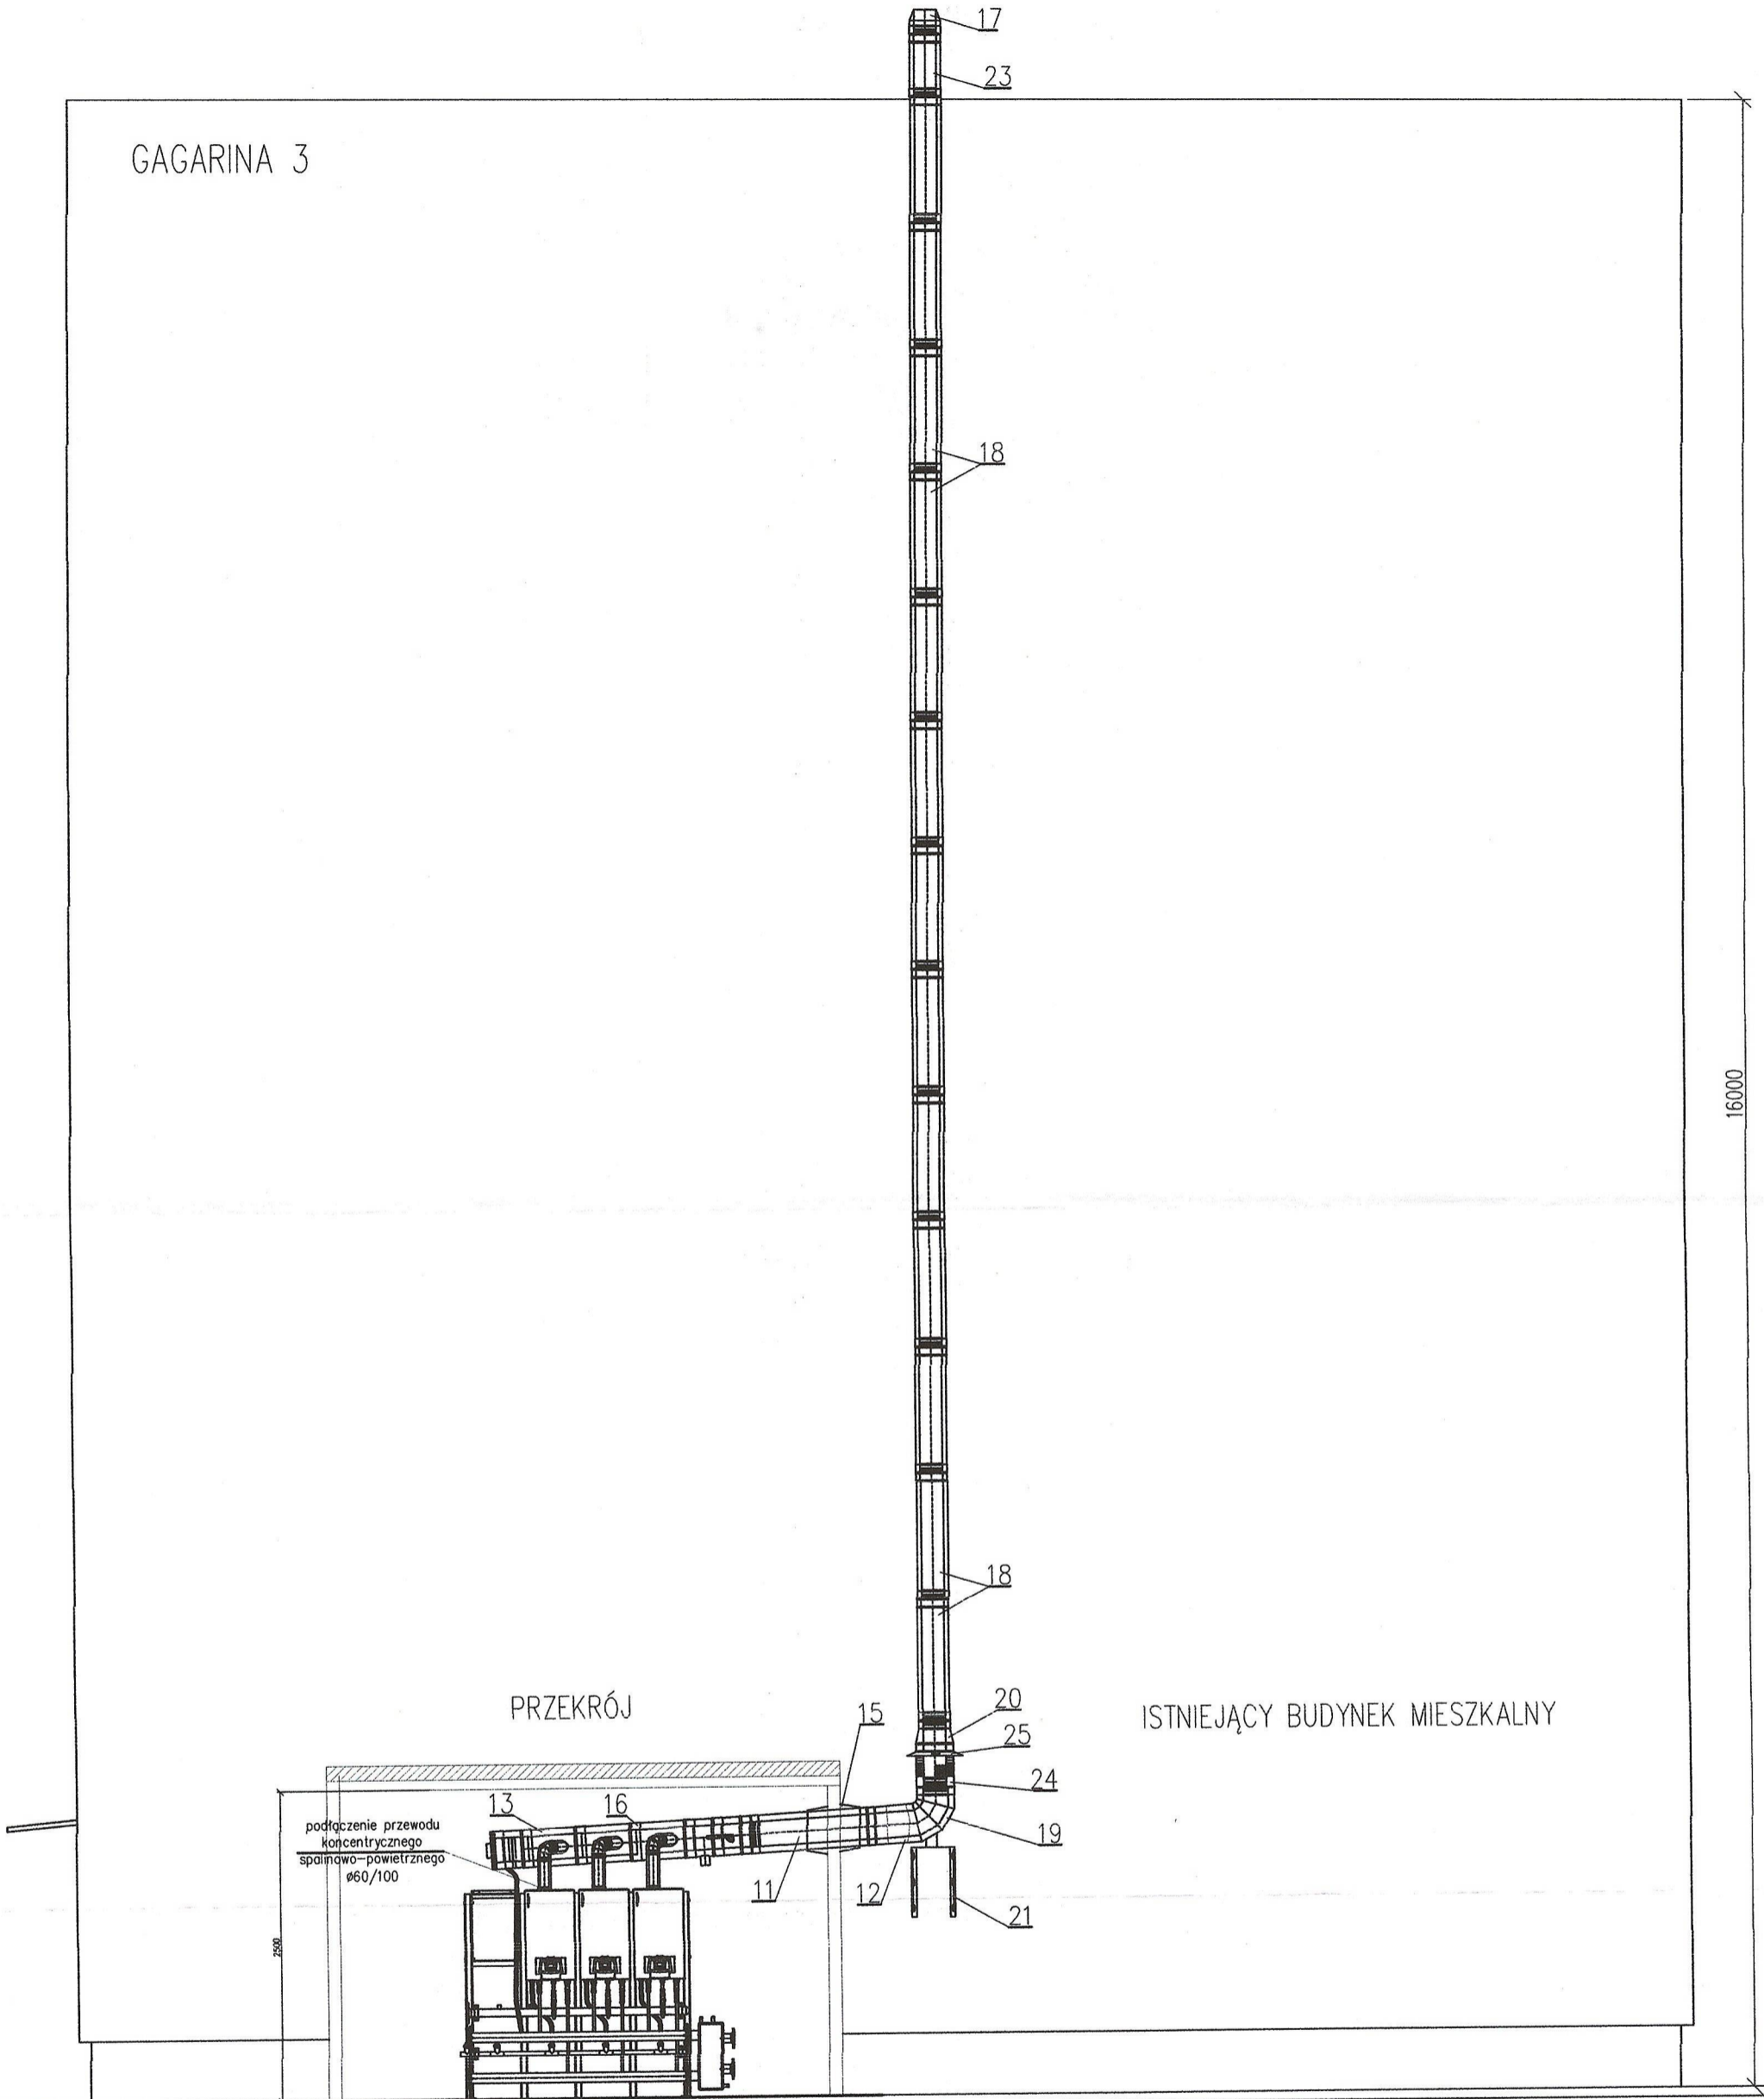 17
23
GAGARINA 3
18
16000
18
PRZEKRÓJ
20
15
ISTNIEJĄCY BUDYNEK MIESZKALNY
25
24
13
16
podłączenie przewodu
koncentrycznego
spalinowo-powietrznego
ø60/100
19
11
12
21
2500